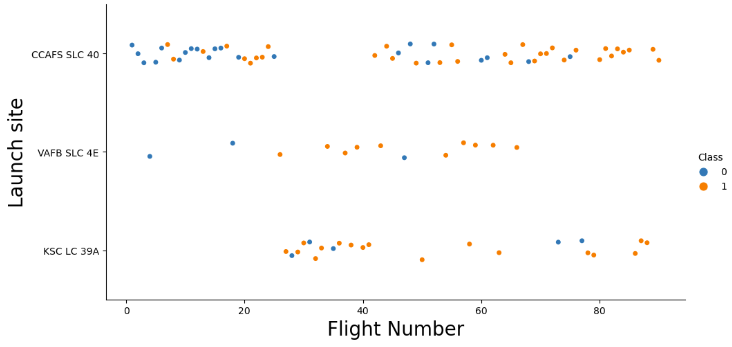 CCAFS SLC 40
VAFB SLC 4E
KSC LC 39A
Launch site
0 20 40 60 80
Flight Number
Class
0
1